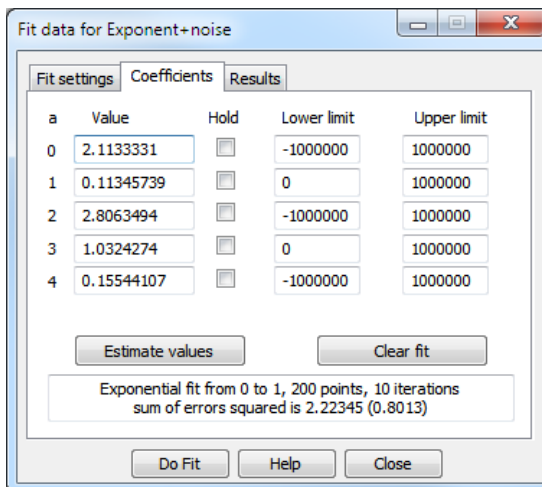 Fit data for Exponent+noise
Fit settings Coefficients Results
a Value Hold Lower limit Upper limit
0 2.1133331 -1000000 1000000
1 0.11345739 0 1000000
2 2.8063494 -1000000 1000000
3 1.0324274 0 1000000
4 0.15544107 -1000000 1000000
Estimate values Clear fit
Exponential fit from 0 to 1, 200 points, 10 iterations
sum of errors squared is 2.22345 (0.8013)
Do Fit Help Close